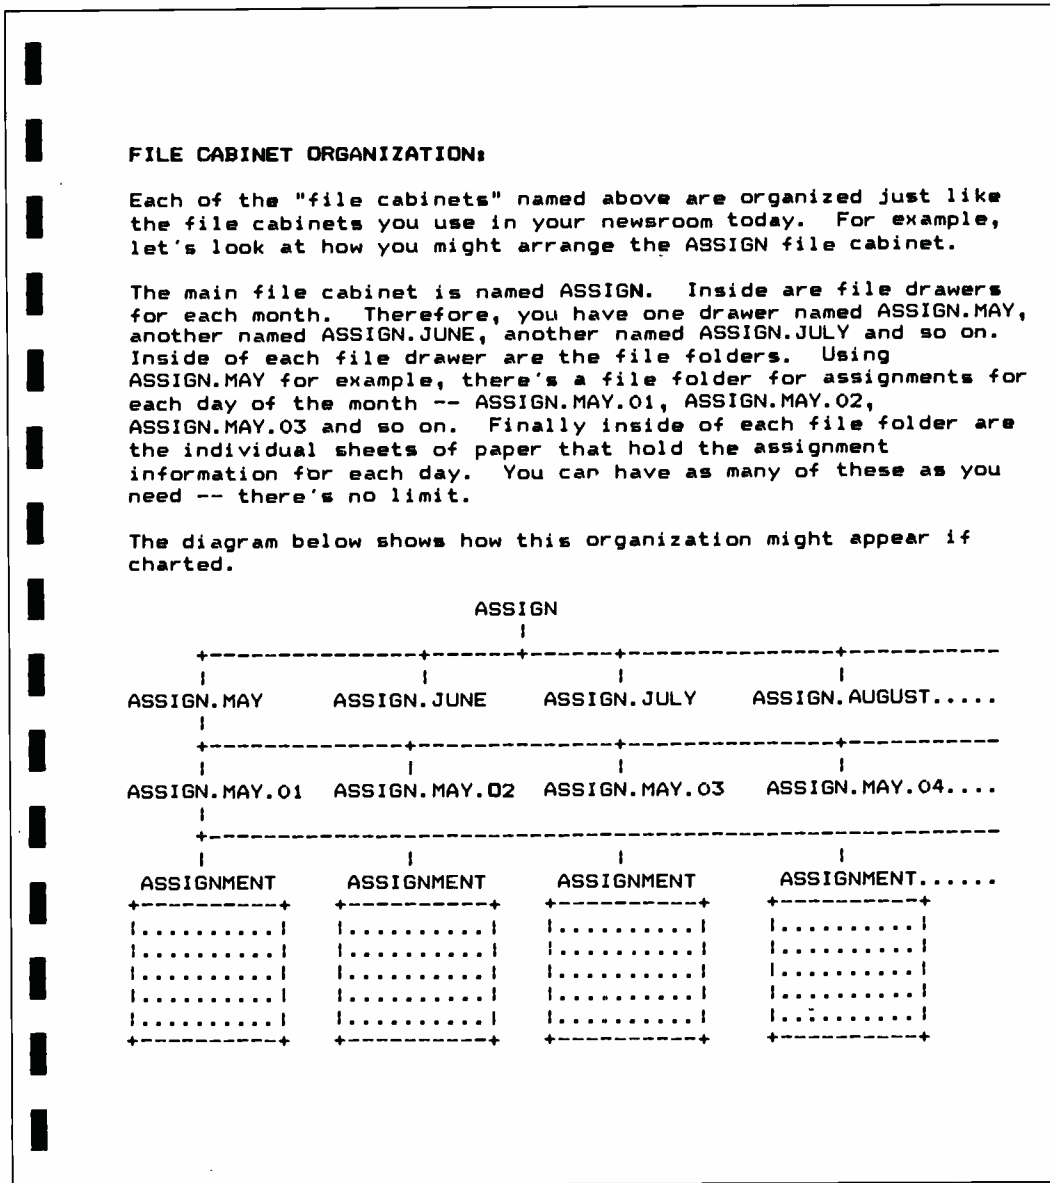 FILE CABINET ORGANIZATION:
Each of the "file cabinets" named above are organized just like
the file cabinets you use in your newsroom today.  For example,
let's look at how you might arrange the ASSIGN file cabinet.
The main file cabinet is named ASSIGN.  Inside are file drawers
for each month.  Therefore, you have one drawer named ASSIGN.MAY,
another named ASSIGN.JUNE, another named ASSIGN.JULY and so on.
Inside of each file drawer are the file folders.  Using
ASSIGN.MAY for example, there's a file folder for assignments for
each day of the month -- ASSIGN.MAY.01, ASSIGN.MAY.02,
ASSIGN.MAY.03 and so on.  Finally inside of each file folder are
the individual sheets of paper that hold the assignment
information for each day.  You can have as many of these as you
need -- there's no limit.
The diagram below shows how this organization might appear if
charted.
ASSIGN
ASSIGN.MAY ASSIGN.JUNE ASSIGN.JULY ASSIGN.AUGUST.....
ASSIGN.MAY.01 ASSIGN.MAY.02 ASSIGN.MAY.03 ASSIGN.MAY.04....
ASSIGNMENT ASSIGNMENT ASSIGNMENT ASSIGNMENT......